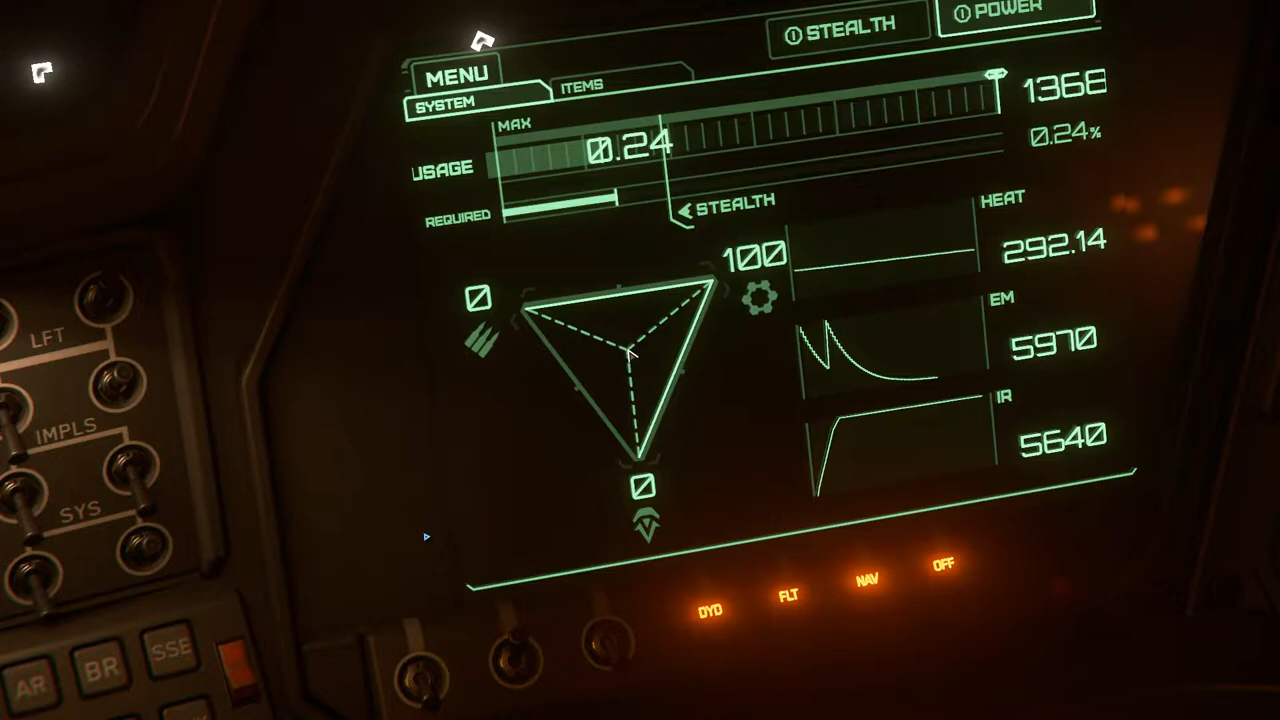 STEALTH
POWER
MENU
SYSTEM
ITEMS
MAX
1368
USAGE
0.24
0.24%
REQUIRED
STEALTH
HEAT
292.14
100
0
EM
5970
IR
5640
0
LFT
IMPLS
SYS
DYD
FLT
NAV
OFF
AR
BR
SSE